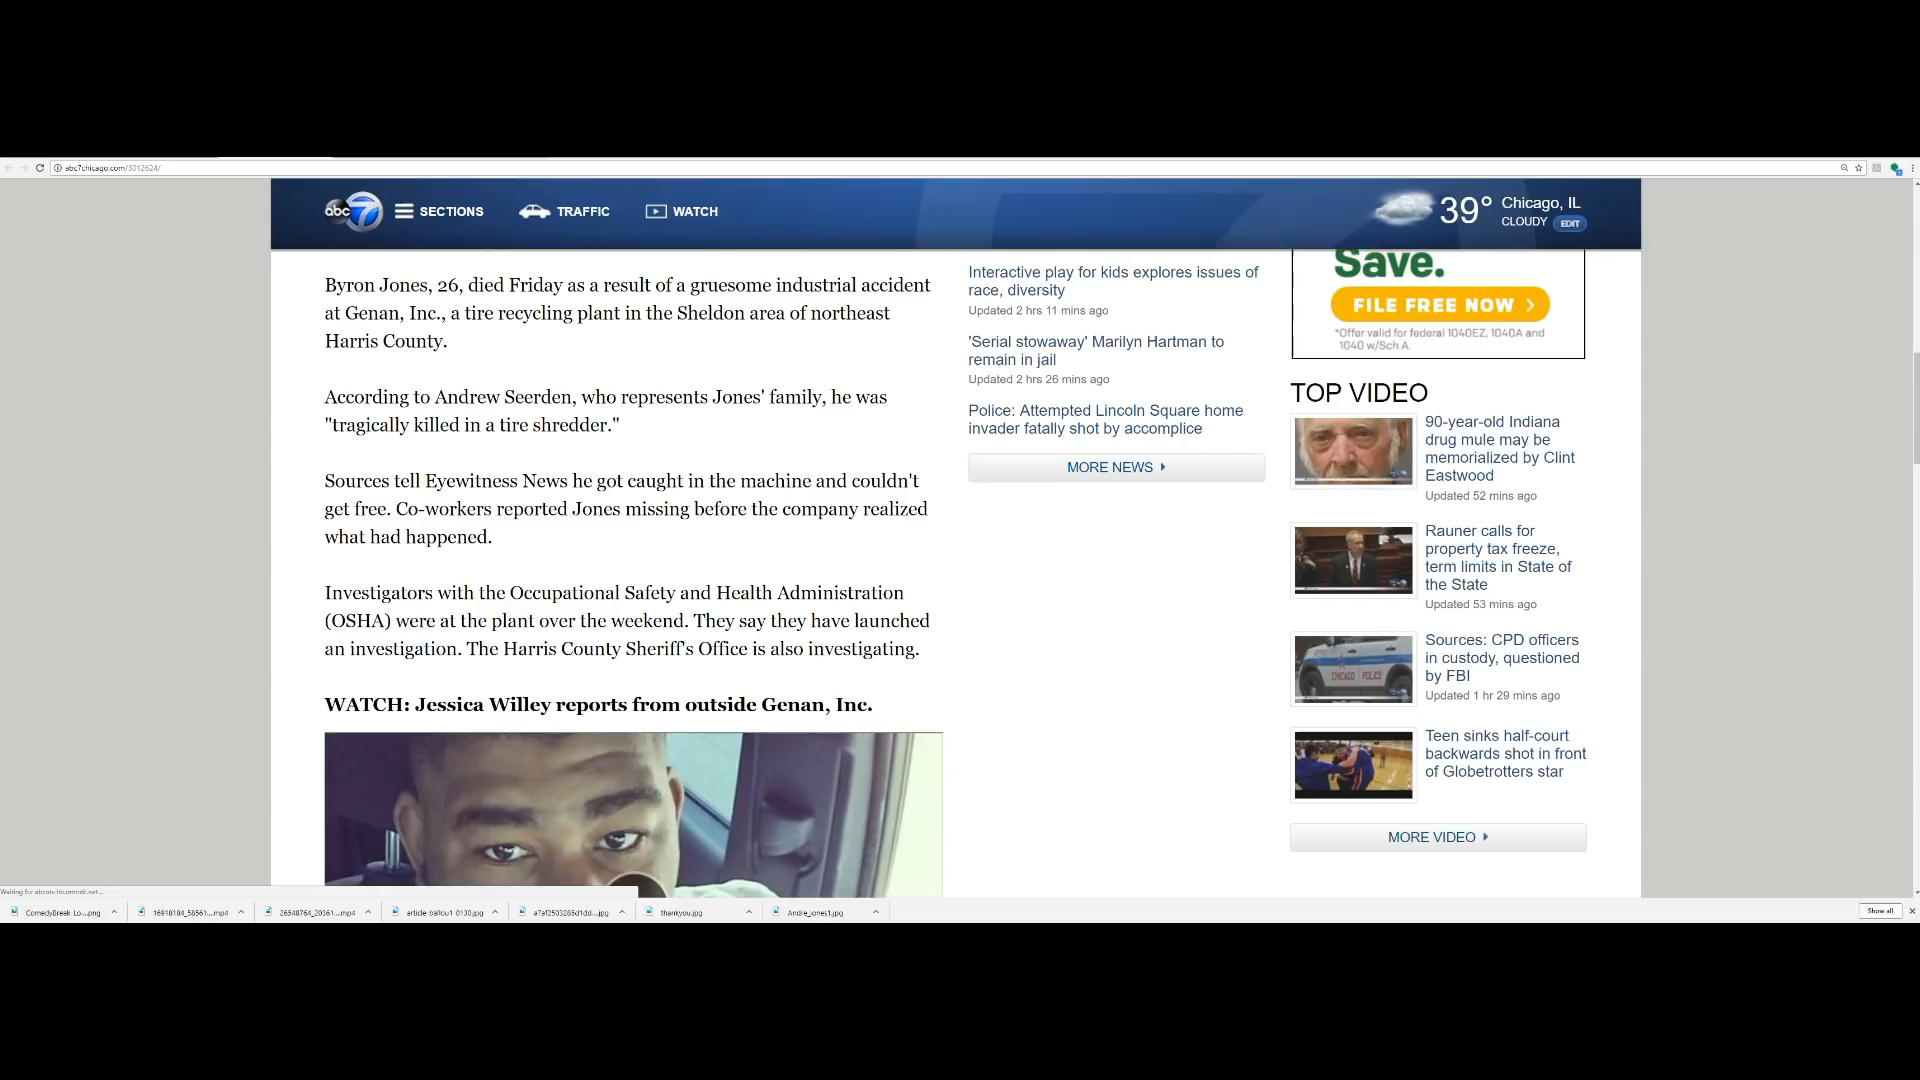 abc7chicago.com/3012624/
abc 7
SECTIONS
TRAFFIC
WATCH
39°
Chicago, IL
CLOUDY
EDIT
Byron Jones, 26, died Friday as a result of a gruesome industrial accident
at Genan, Inc., a tire recycling plant in the Sheldon area of northeast
Harris County.
According to Andrew Seerden, who represents Jones' family, he was
"tragically killed in a tire shredder."
Sources tell Eyewitness News he got caught in the machine and couldn't
get free. Co-workers reported Jones missing before the company realized
what had happened.
Investigators with the Occupational Safety and Health Administration
(OSHA) were at the plant over the weekend. They say they have launched
an investigation. The Harris County Sheriff's Office is also investigating.
WATCH: Jessica Willey reports from outside Genan, Inc.
Interactive play for kids explores issues of
race, diversity
Updated 2 hrs 11 mins ago
'Serial stowaway' Marilyn Hartman to
remain in jail
Updated 2 hrs 26 mins ago
Police: Attempted Lincoln Square home
invader fatally shot by accomplice
MORE NEWS
Save.
FILE FREE NOW >
*Offer valid for federal 1040EZ, 1040A and
1040 w/Sch A.
TOP VIDEO
90-year-old Indiana
drug mule may be
memorialized by Clint
Eastwood
Updated 52 mins ago
Rauner calls for
property tax freeze,
term limits in State of
the State
Updated 53 mins ago
CHICAGO POLICE
Sources: CPD officers
in custody, questioned
by FBI
Updated 1 hr 29 mins ago
Teen sinks half-court
backwards shot in front
of Globetrotters star
MORE VIDEO
ComedyBreak-Lo....png
16918184_58561....mp4
26548764_20361....mp4
article-ballou1-0130.jpg
a7af2503285d1dd....jpg
thankyou.jpg
Andre_jones1.jpg
Show all